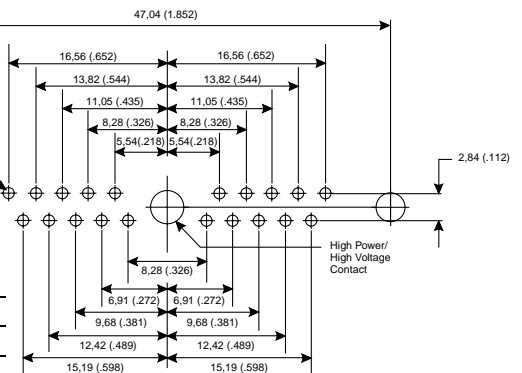 47,04 (1.852)
16,56 (.652) 16,56 (.652)
13,82 (.544) 13,82 (.544)
11,05 (.435) 11,05 (.435)
8,28 (.326) 8,28 (.326)
5,54(.218) 5,54(.218)
2,84 (.112)
High Power/
High Voltage
Contact
8,28 (.326)
6,91 (.272) 6,91 (.272)
9,68 (.381) 9,68 (.381)
12,42 (.489) 12,42 (.489)
15,19 (.598) 15,19 (.598)